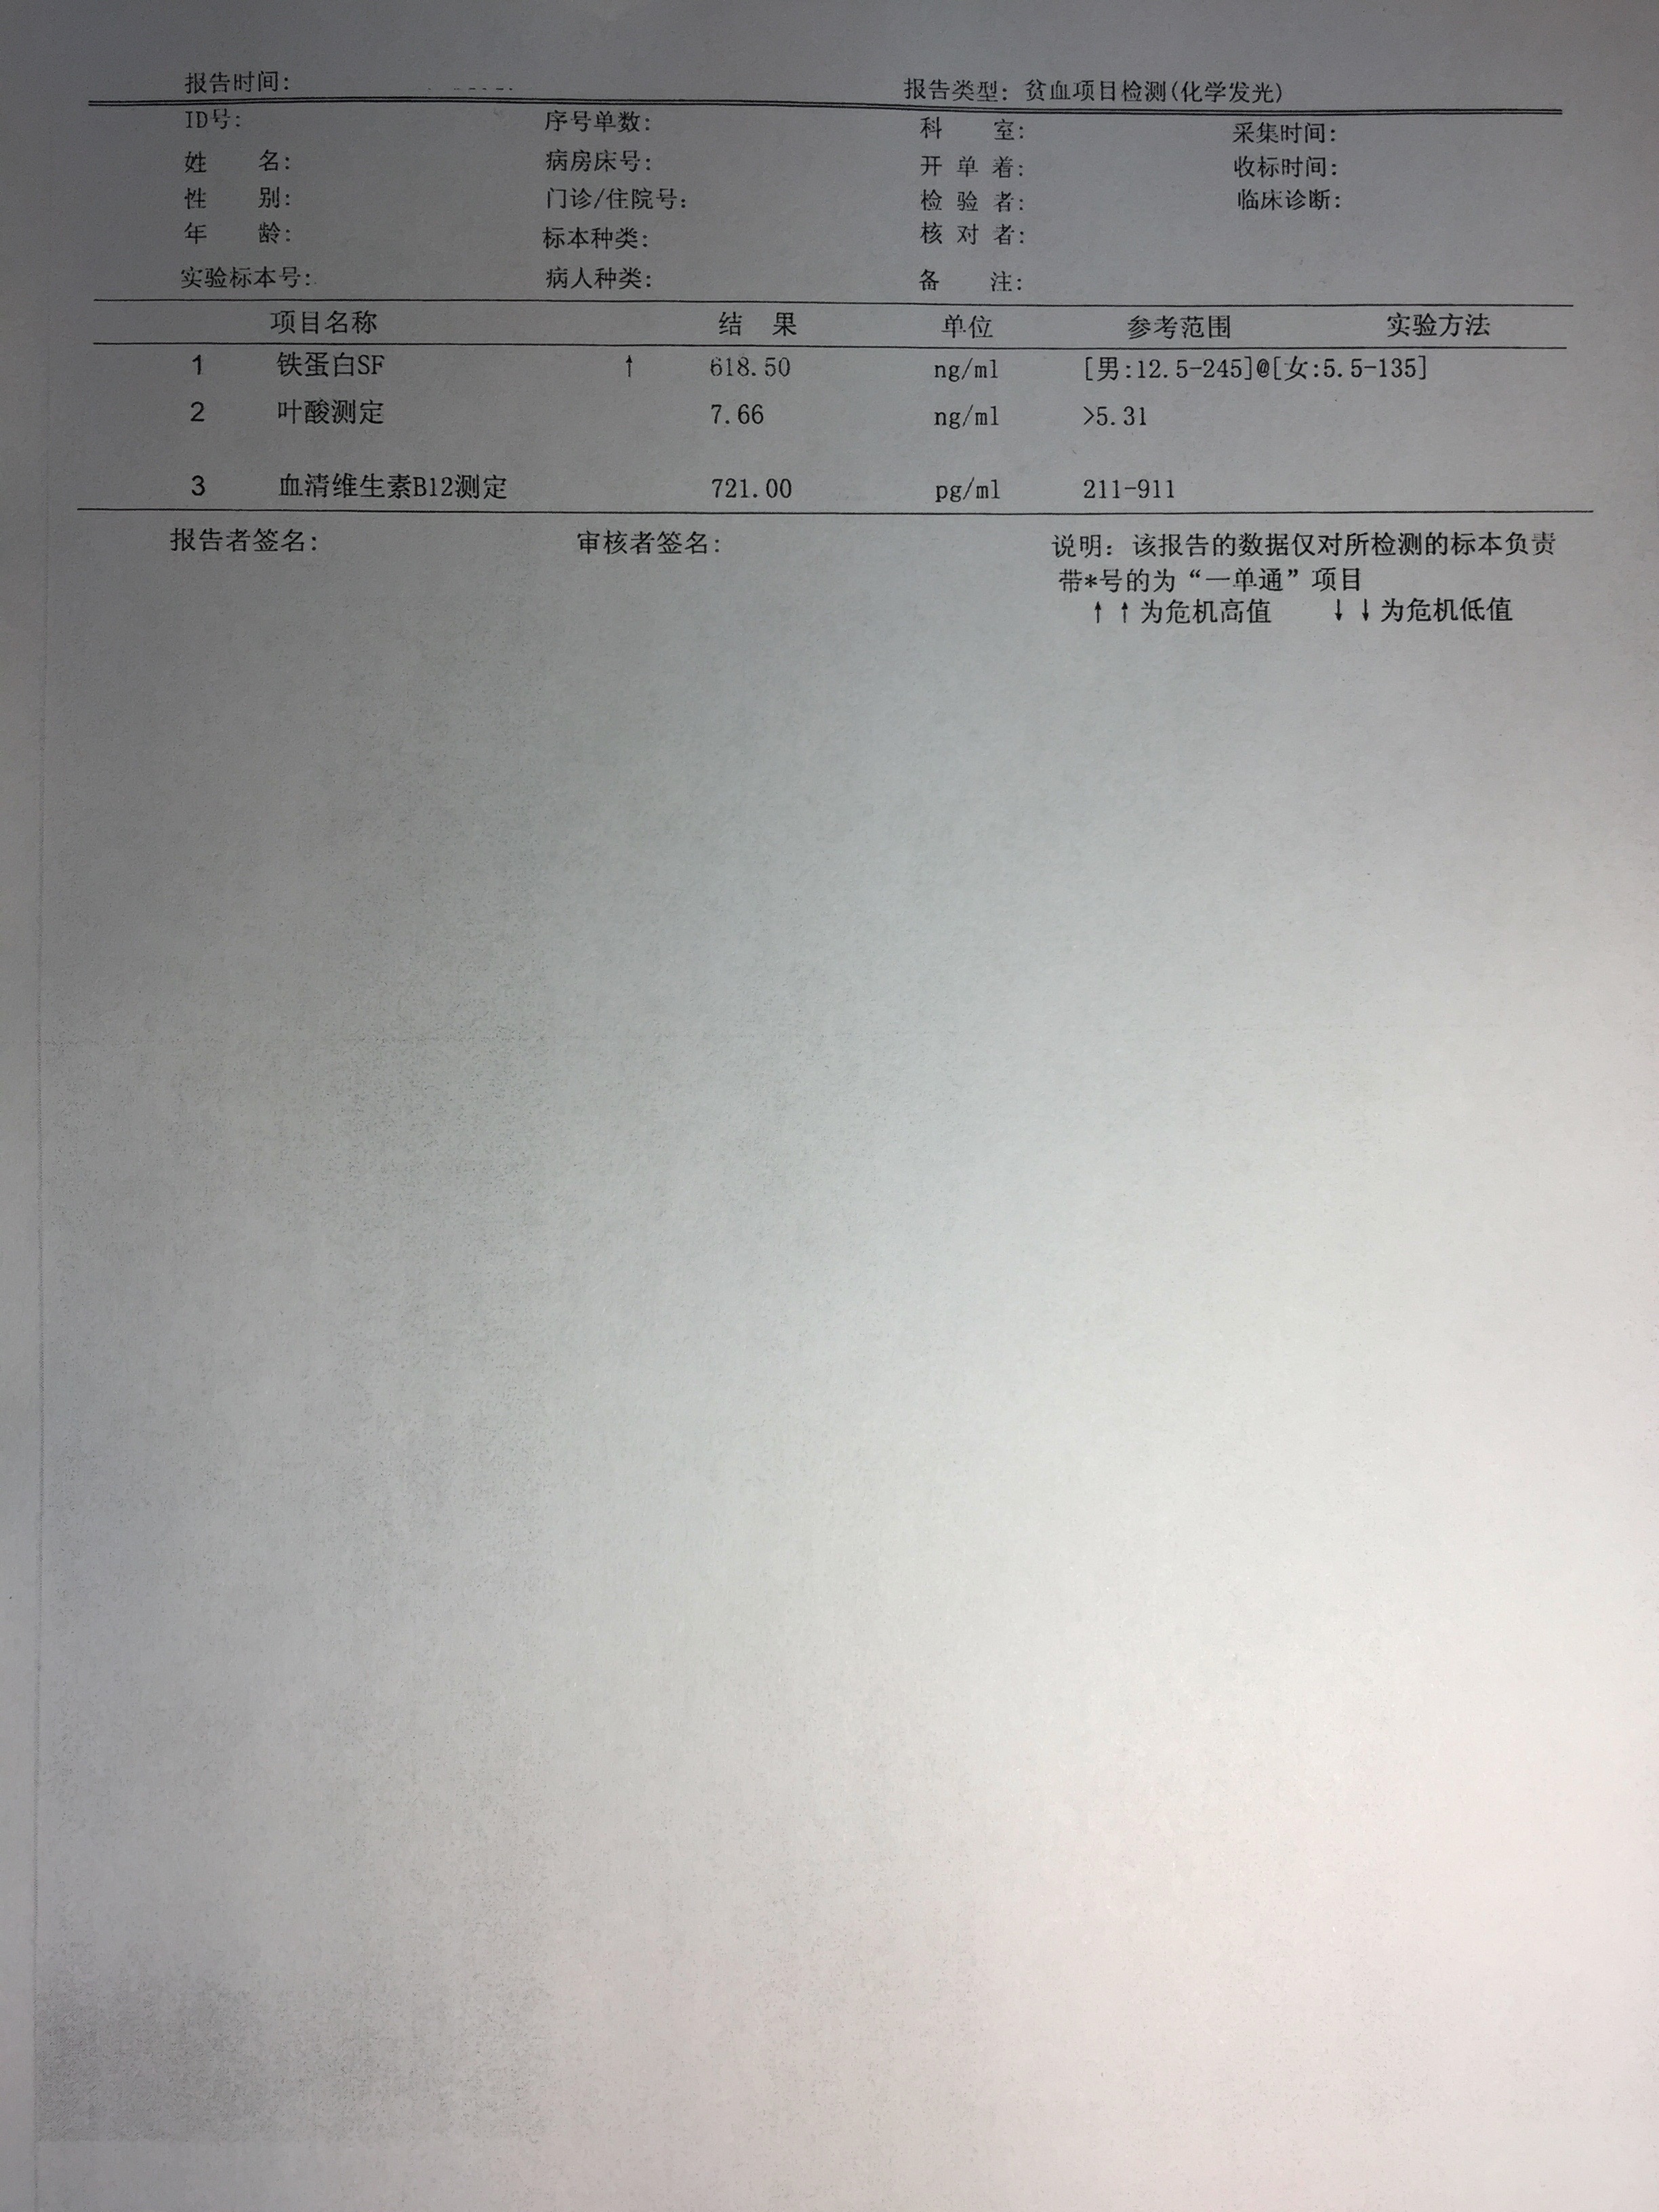 报告时间: 报告类型: 贫血项目检测(化学发光)
ID号: 序号单数: 科 室: 采集时间:
姓 名: 病房床号: 开 单 着: 收标时间:
性 别: 门诊/住院号: 检 验 者: 临床诊断:
年 龄: 标本种类: 核 对 者:
实验标本号: 病人种类: 备 注:
项目名称 结 果 单位 参考范围 实验方法
1 铁蛋白SF ↑ 618.50 ng/ml [男:12.5-245]@[女:5.5-135]
2 叶酸测定 7.66 ng/ml >5.31
3 血清维生素B12测定 721.00 pg/ml 211-911
报告者签名: 审核者签名: 说明: 该报告的数据仅对所检测的标本负责
带*号的为“一单通”项目
↑↑为危机高值 ↓↓为危机低值